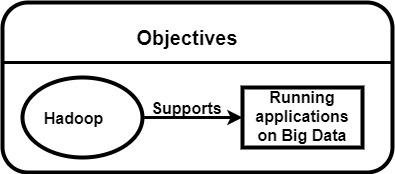 Objectives
Hadoop
Supports
Running
applications
on Big Data